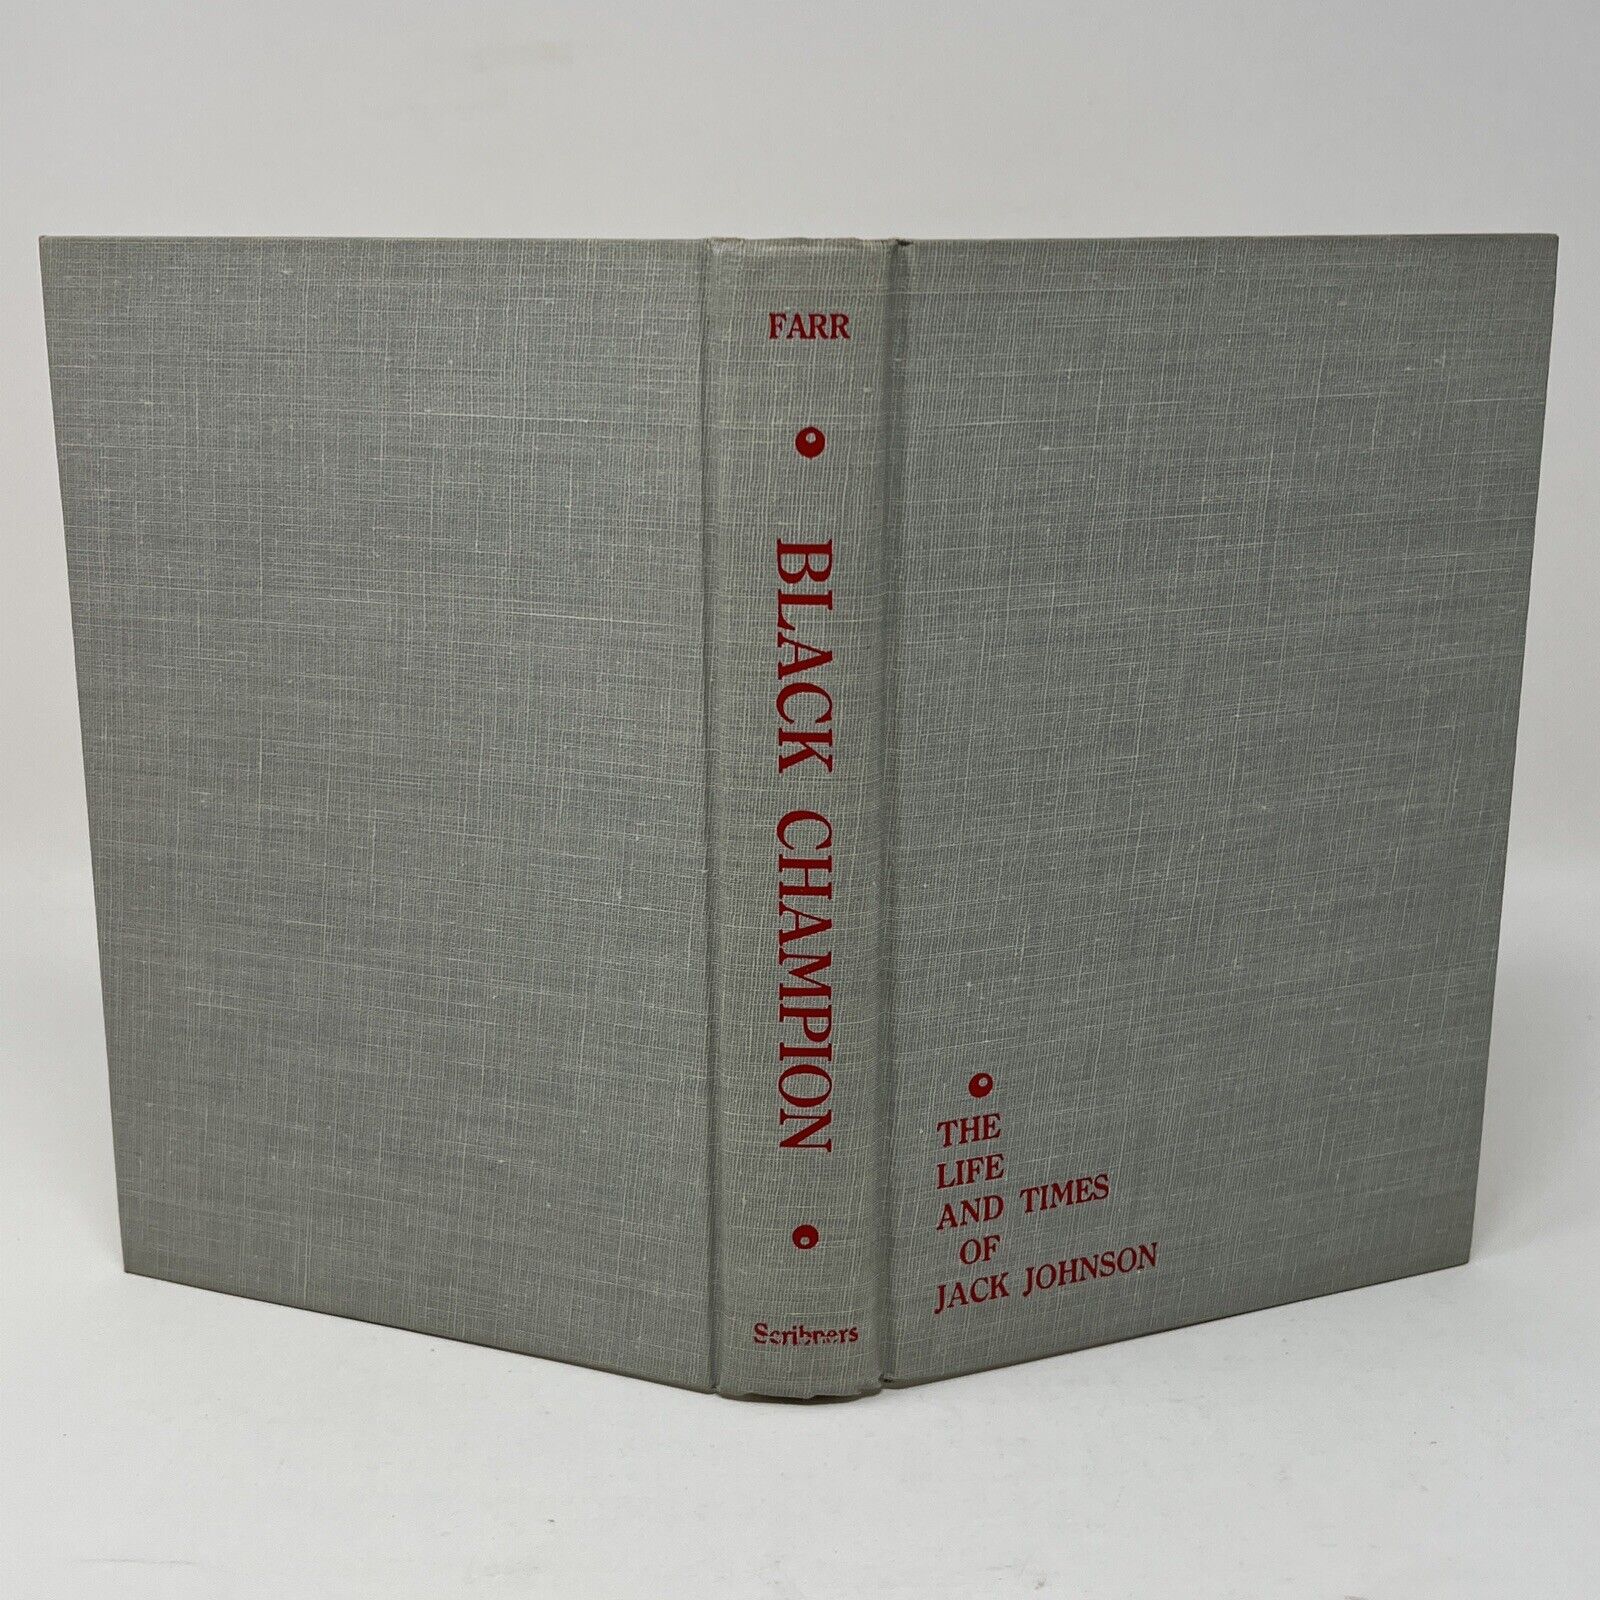 FARR
BLACK CHAMPION
Scribners
THE
LIFE
AND TIMES
OF
JACK JOHNSON